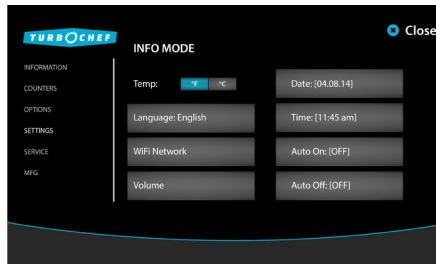 TURBOCHEF
Close
INFO MODE
INFORMATION
COUNTERS
OPTIONS
SETTINGS
SERVICE
MFG
Temp:
°F
°C
Date: [04.08.14]
Language: English
Time: [11:45 am]
WiFi Network
Auto On: [OFF]
Volume
Auto Off: [OFF]